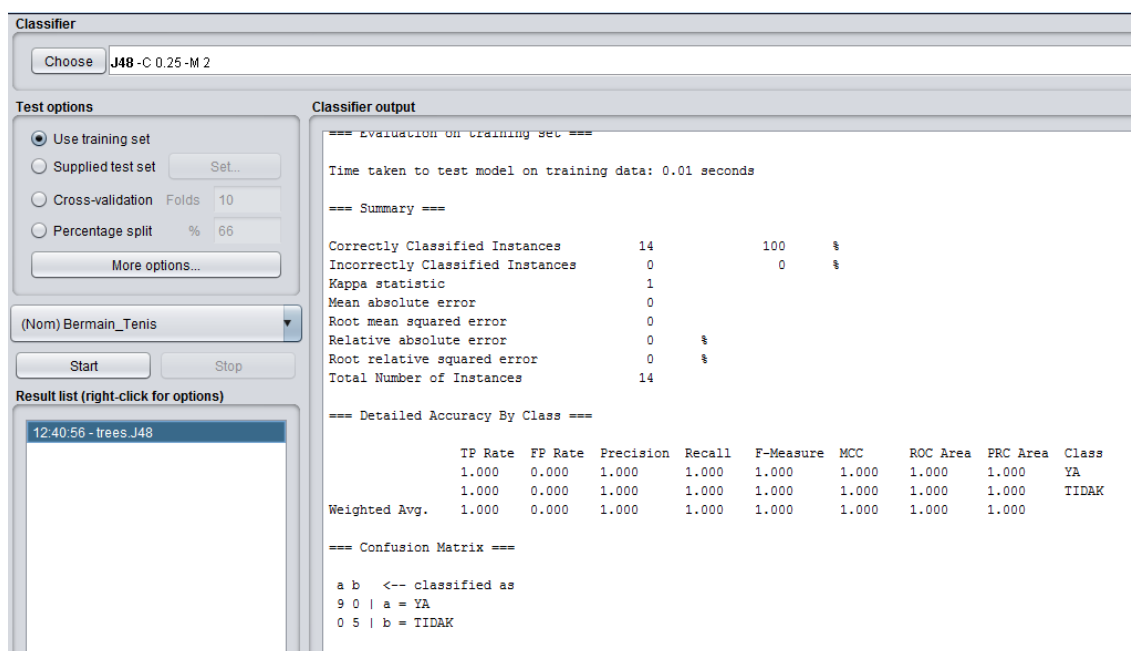 Classifier
Choose J48 -C 0.25 -M 2
Test options
Use training set
Supplied test set Set...
Cross-validation Folds 10
Percentage split % 66
More options...
(Nom) Bermain_Tenis
Start Stop
Result list (right-click for options)
12:40:56 - trees.J48
Classifier output
=== Evaluation on training set ===
Time taken to test model on training data: 0.01 seconds
=== Summary ===
Correctly Classified Instances 14 100 %
Incorrectly Classified Instances 0 0 %
Kappa statistic 1
Mean absolute error 0
Root mean squared error 0
Relative absolute error 0 %
Root relative squared error 0 %
Total Number of Instances 14
=== Detailed Accuracy By Class ===
TP Rate FP Rate Precision Recall F-Measure MCC ROC Area PRC Area Class
1.000 0.000 1.000 1.000 1.000 1.000 1.000 1.000 YA
1.000 0.000 1.000 1.000 1.000 1.000 1.000 1.000 TIDAK
Weighted Avg. 1.000 0.000 1.000 1.000 1.000 1.000 1.000 1.000
=== Confusion Matrix ===
a b <-- classified as
9 0 | a = YA
0 5 | b = TIDAK